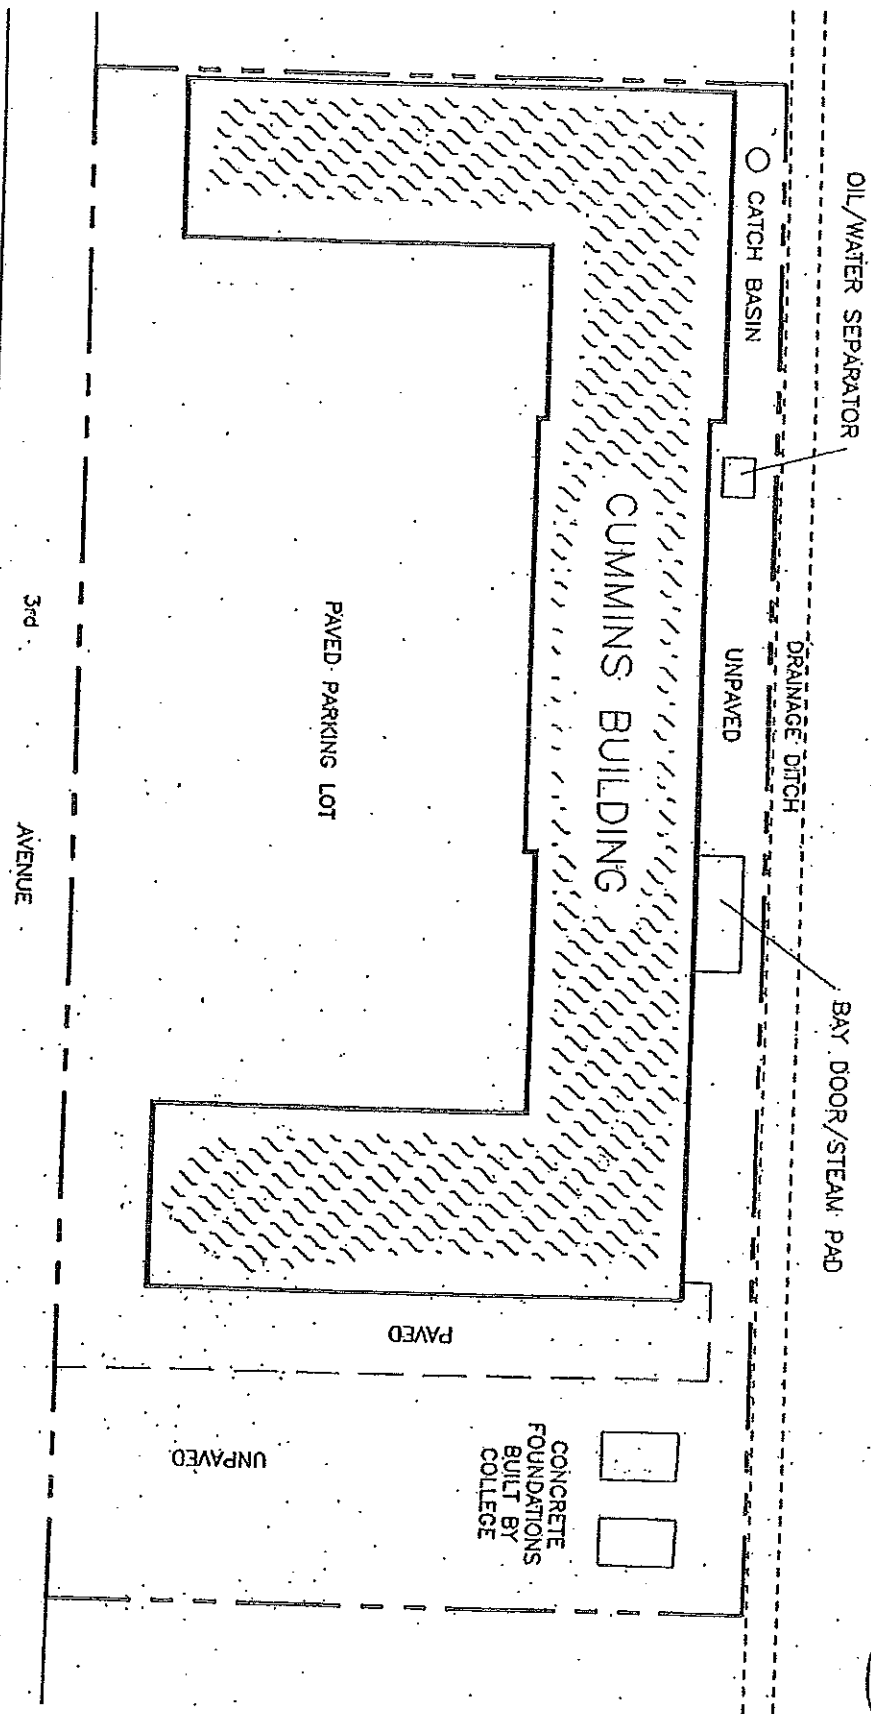 OIL/WATER SEPARATOR
CATCH BASIN
DRAINAGE DITCH
UNPAVED
BAY DOOR/STEAM PAD
CUMMINS BUILDING
PAVED PARKING LOT
PAVED
UNPAVED
CONCRETE
FOUNDATIONS
BUILT BY
COLLEGE
3rd AVENUE